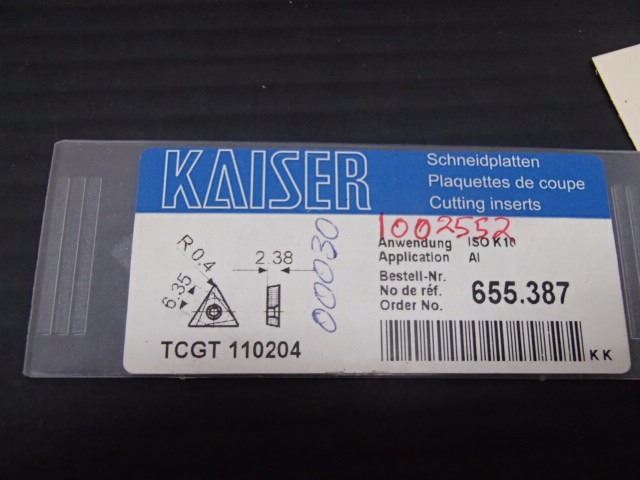 KAISER
Schneidplatten
Plaquettes de coupe
Cutting inserts
1002552
Anwendung ISO K10
Application Al
Bestell-Nr.
No de réf.
Order No. 655.387
R 0.4
6.35
2.38
00030
TCGT 110204
K K